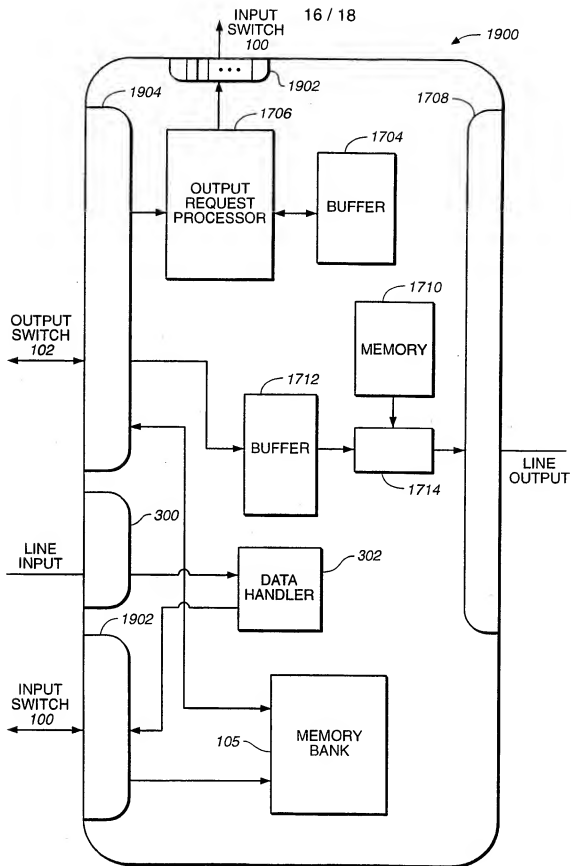 INPUT
SWITCH
100
16 / 18
1900
1902
1904
1706
1704
1708
OUTPUT
REQUEST
PROCESSOR
BUFFER
1710
MEMORY
OUTPUT
SWITCH
102
1712
BUFFER
1714
LINE
OUTPUT
300
LINE
INPUT
302
DATA
HANDLER
1902
INPUT
SWITCH
100
105
MEMORY
BANK